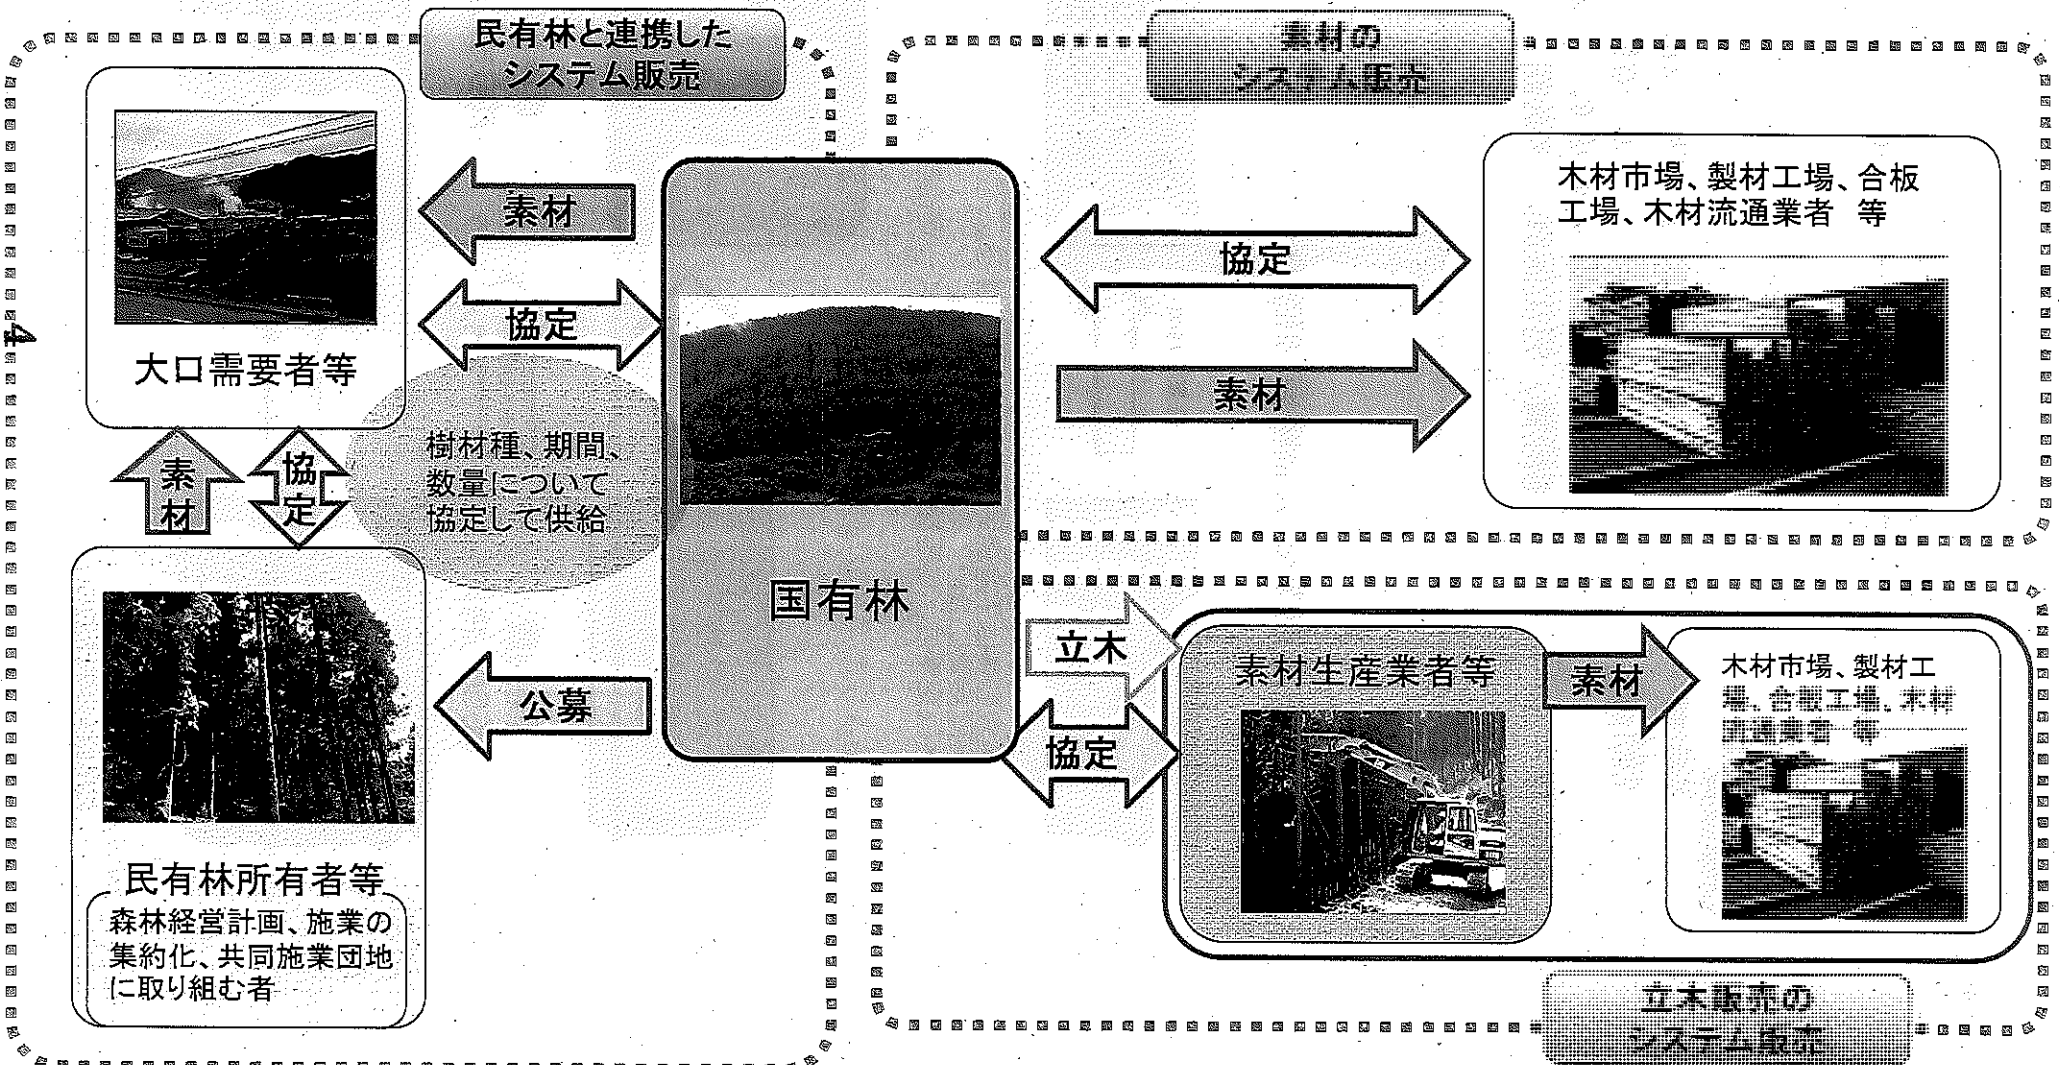 民有林と連携した
システム販売
素材の
システム販売
大口需要者等
素材
協定
素材
協定
樹材種、期間、
数量について
協定して供給
民有林所有者等
森林経営計画、施業の
集約化、共同施業団地
に取り組む者
公募
国有林
協定
素材
木材市場、製材工場、合板
工場、木材流通業者 等
立木
協定
素材生産業者等
素材
木材市場、製材工
場、合板工場、木材
流通業者 等
立木販売の
システム販売
4